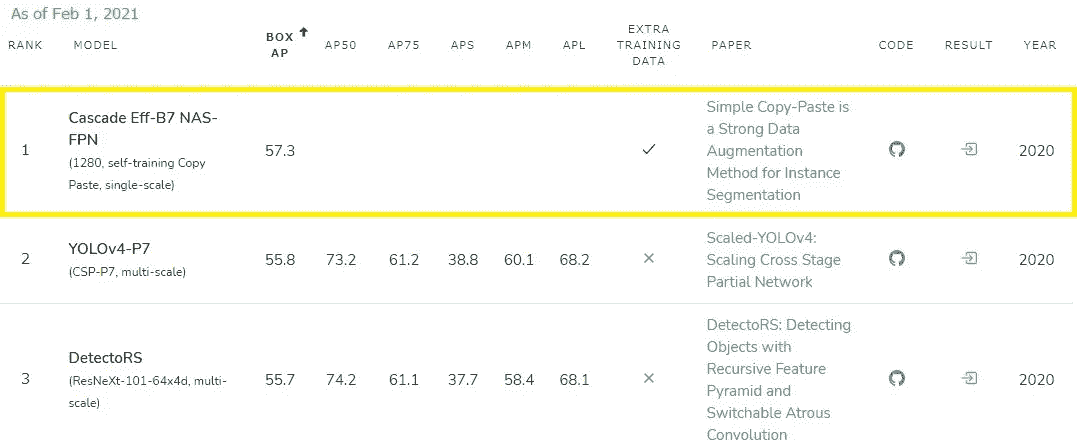 As of Feb 1, 2021
RANK MODEL BOX AP AP50 AP75 APS APM APL EXTRA TRAINING DATA PAPER CODE RESULT YEAR
1
Cascade Eff-B7 NAS-
FPN
(1280, self-training Copy
Paste, single-scale)
57.3
✓
Simple Copy-Paste is
a Strong Data
Augmentation
Method for Instance
Segmentation
2020
2
YOLOv4-P7
(CSP-P7, multi-scale)
55.8 73.2 61.2 38.8 60.1 68.2 ×
Scaled-YOLOv4:
Scaling Cross Stage
Partial Network
2020
3
DetectoRS
(ResNeXt-101-64x4d, multi-
scale)
55.7 74.2 61.1 37.7 58.4 68.1 ×
DetectoRS: Detecting
Objects with
Recursive Feature
Pyramid and
Switchable Atrous
Convolution
2020